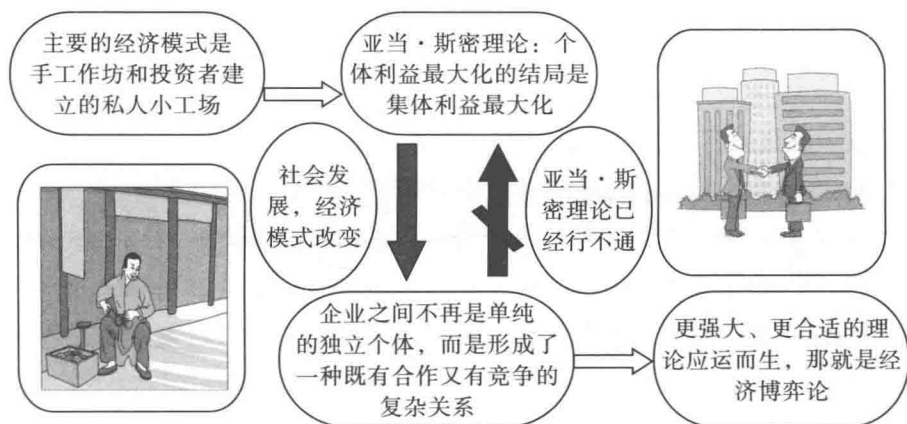 主要的经济模式是
手工作坊和投资者建
立的私人小工场
亚当·斯密理论：个
体利益最大化的结局是
集体利益最大化
社会发
展，经济
模式改变
亚当·斯
密理论已
经行不通
企业之间不再是单纯
的独立个体，而是形成了
一种既有合作又有竞争的
复杂关系
更强大、更合适的理
论应运而生，那就是经
济博弈论